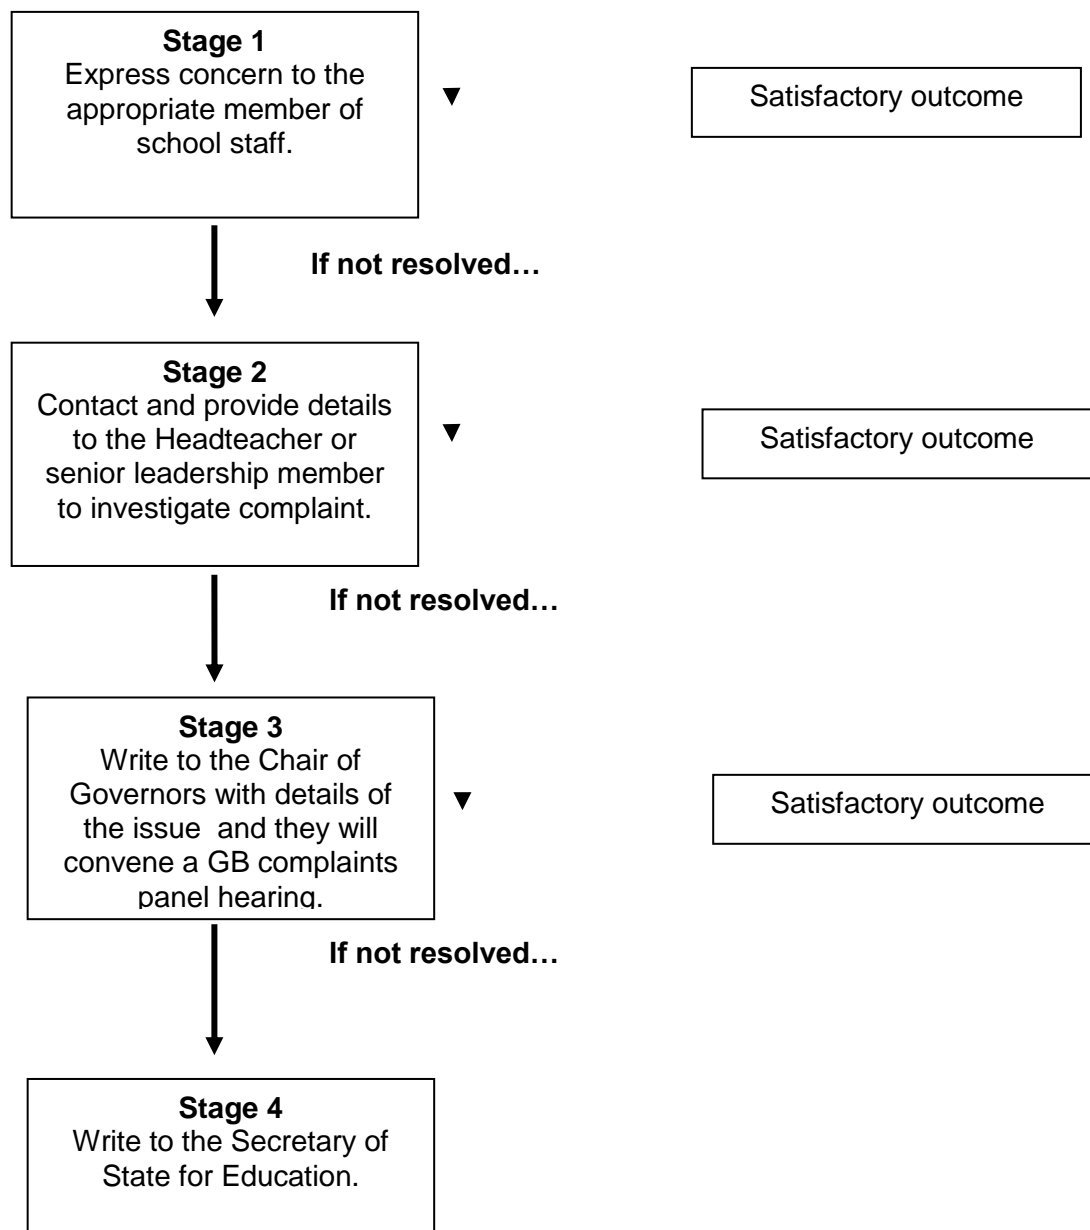 Stage 1
Express concern to the
appropriate member of
school staff.
Satisfactory outcome
If not resolved…
Stage 2
Contact and provide details
to the Headteacher or
senior leadership member
to investigate complaint.
Satisfactory outcome
If not resolved…
Stage 3
Write to the Chair of
Governors with details of
the issue  and they will
convene a GB complaints
panel hearing.
Satisfactory outcome
If not resolved…
Stage 4
Write to the Secretary of
State for Education.